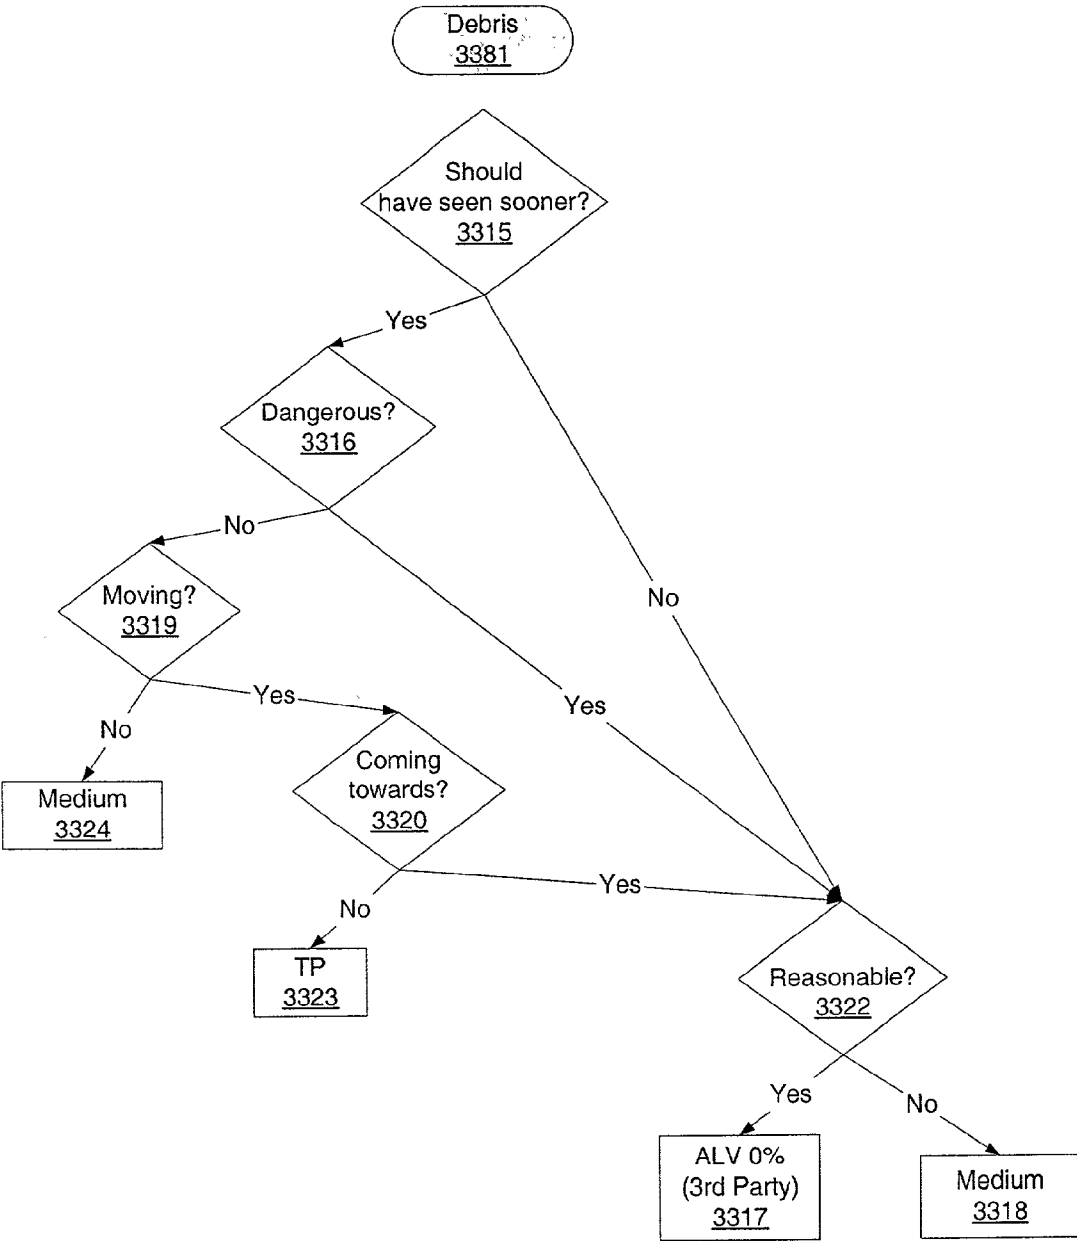 Debris
3381
Should
have seen sooner?
3315
Yes
Dangerous?
3316
No
Moving?
3319
No
Yes
Yes
No
Medium
3324
Coming
towards?
3320
Yes
No
TP
3323
Reasonable?
3322
Yes
No
ALV 0%
(3rd Party)
3317
Medium
3318